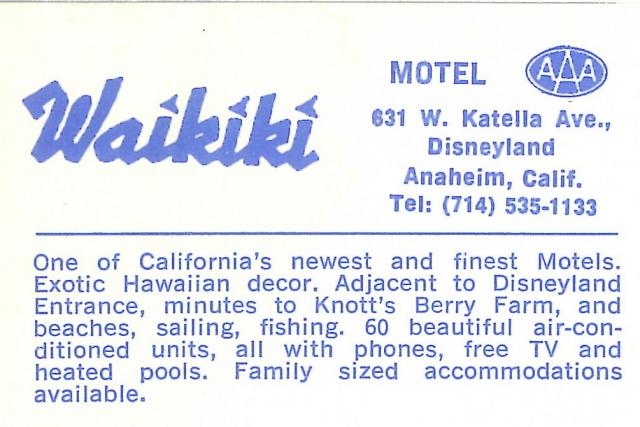 Waikiki
MOTEL
AAA
631 W. Katella Ave.,
Disneyland
Anaheim, Calif.
Tel: (714) 535-1133
One of California's newest and finest Motels.
Exotic Hawaiian decor. Adjacent to Disneyland
Entrance, minutes to Knott's Berry Farm, and
beaches, sailing, fishing. 60 beautiful air-con-
ditioned units, all with phones, free TV and
heated pools. Family sized accommodations
available.